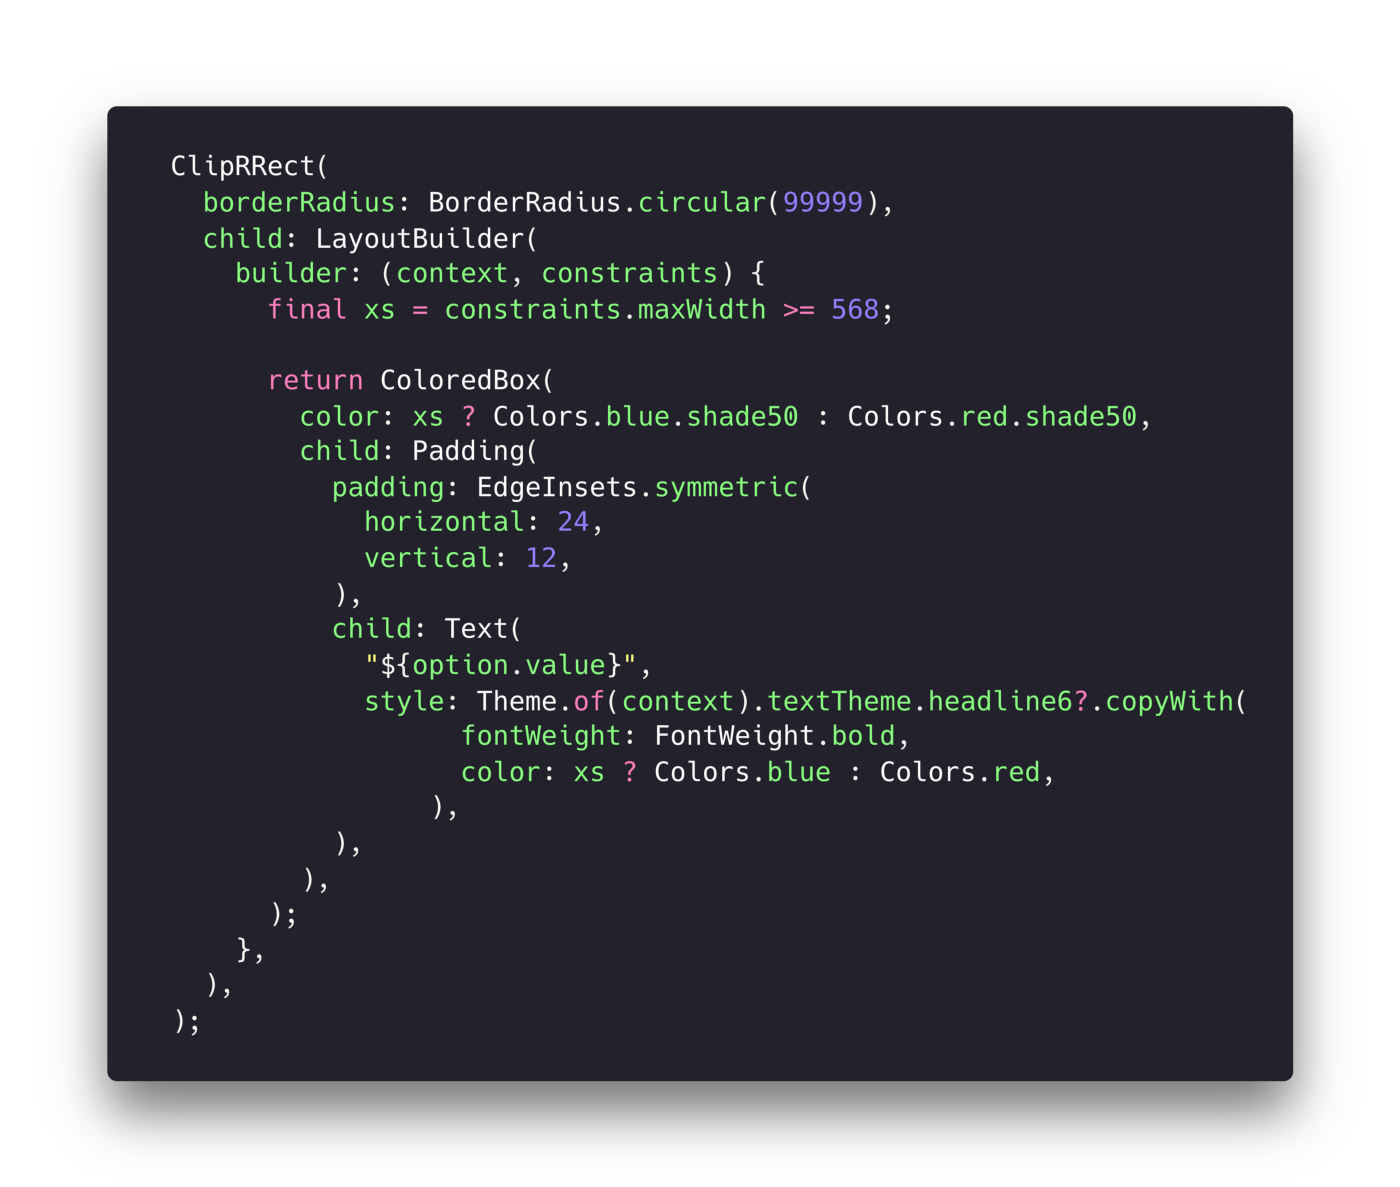 ClipRRect(
  borderRadius: BorderRadius.circular(99999),
  child: LayoutBuilder(
    builder: (context, constraints) {
      final xs = constraints.maxWidth >= 568;

      return ColoredBox(
        color: xs ? Colors.blue.shade50 : Colors.red.shade50,
        child: Padding(
          padding: EdgeInsets.symmetric(
            horizontal: 24,
            vertical: 12,
          ),
          child: Text(
            "${option.value}",
            style: Theme.of(context).textTheme.headline6?.copyWith(
                  fontWeight: FontWeight.bold,
                  color: xs ? Colors.blue : Colors.red,
                ),
          ),
        ),
      );
    },
  ),
);